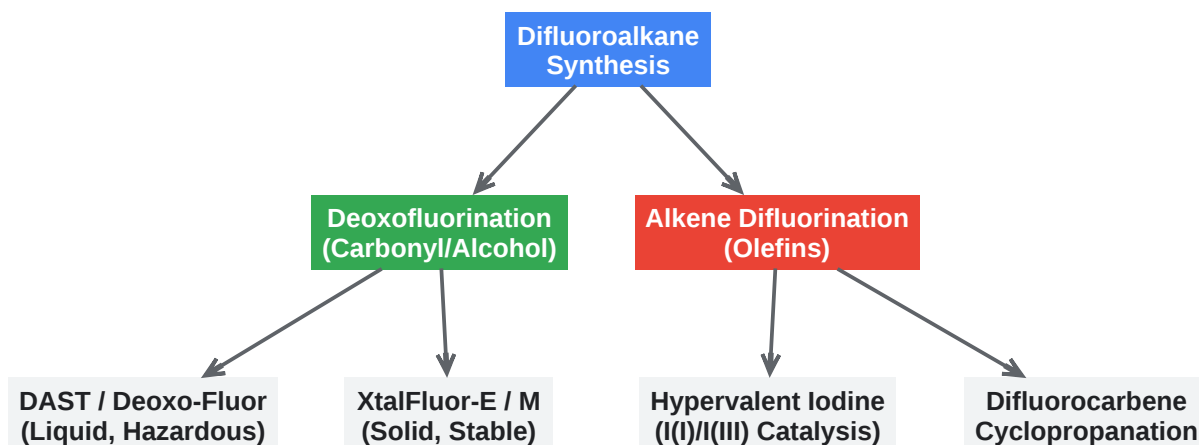 Difluoroalkane
Synthesis
Deoxofluorination
(Carbonyl/Alcohol)
Alkene Difluorination
(Olefins)
DAST / Deoxo-Fluor
(Liquid, Hazardous)
XtalFluor-E / M
(Solid, Stable)
Hypervalent Iodine
(I(I)/I(III) Catalysis)
Difluorocarbene
Cyclopropanation